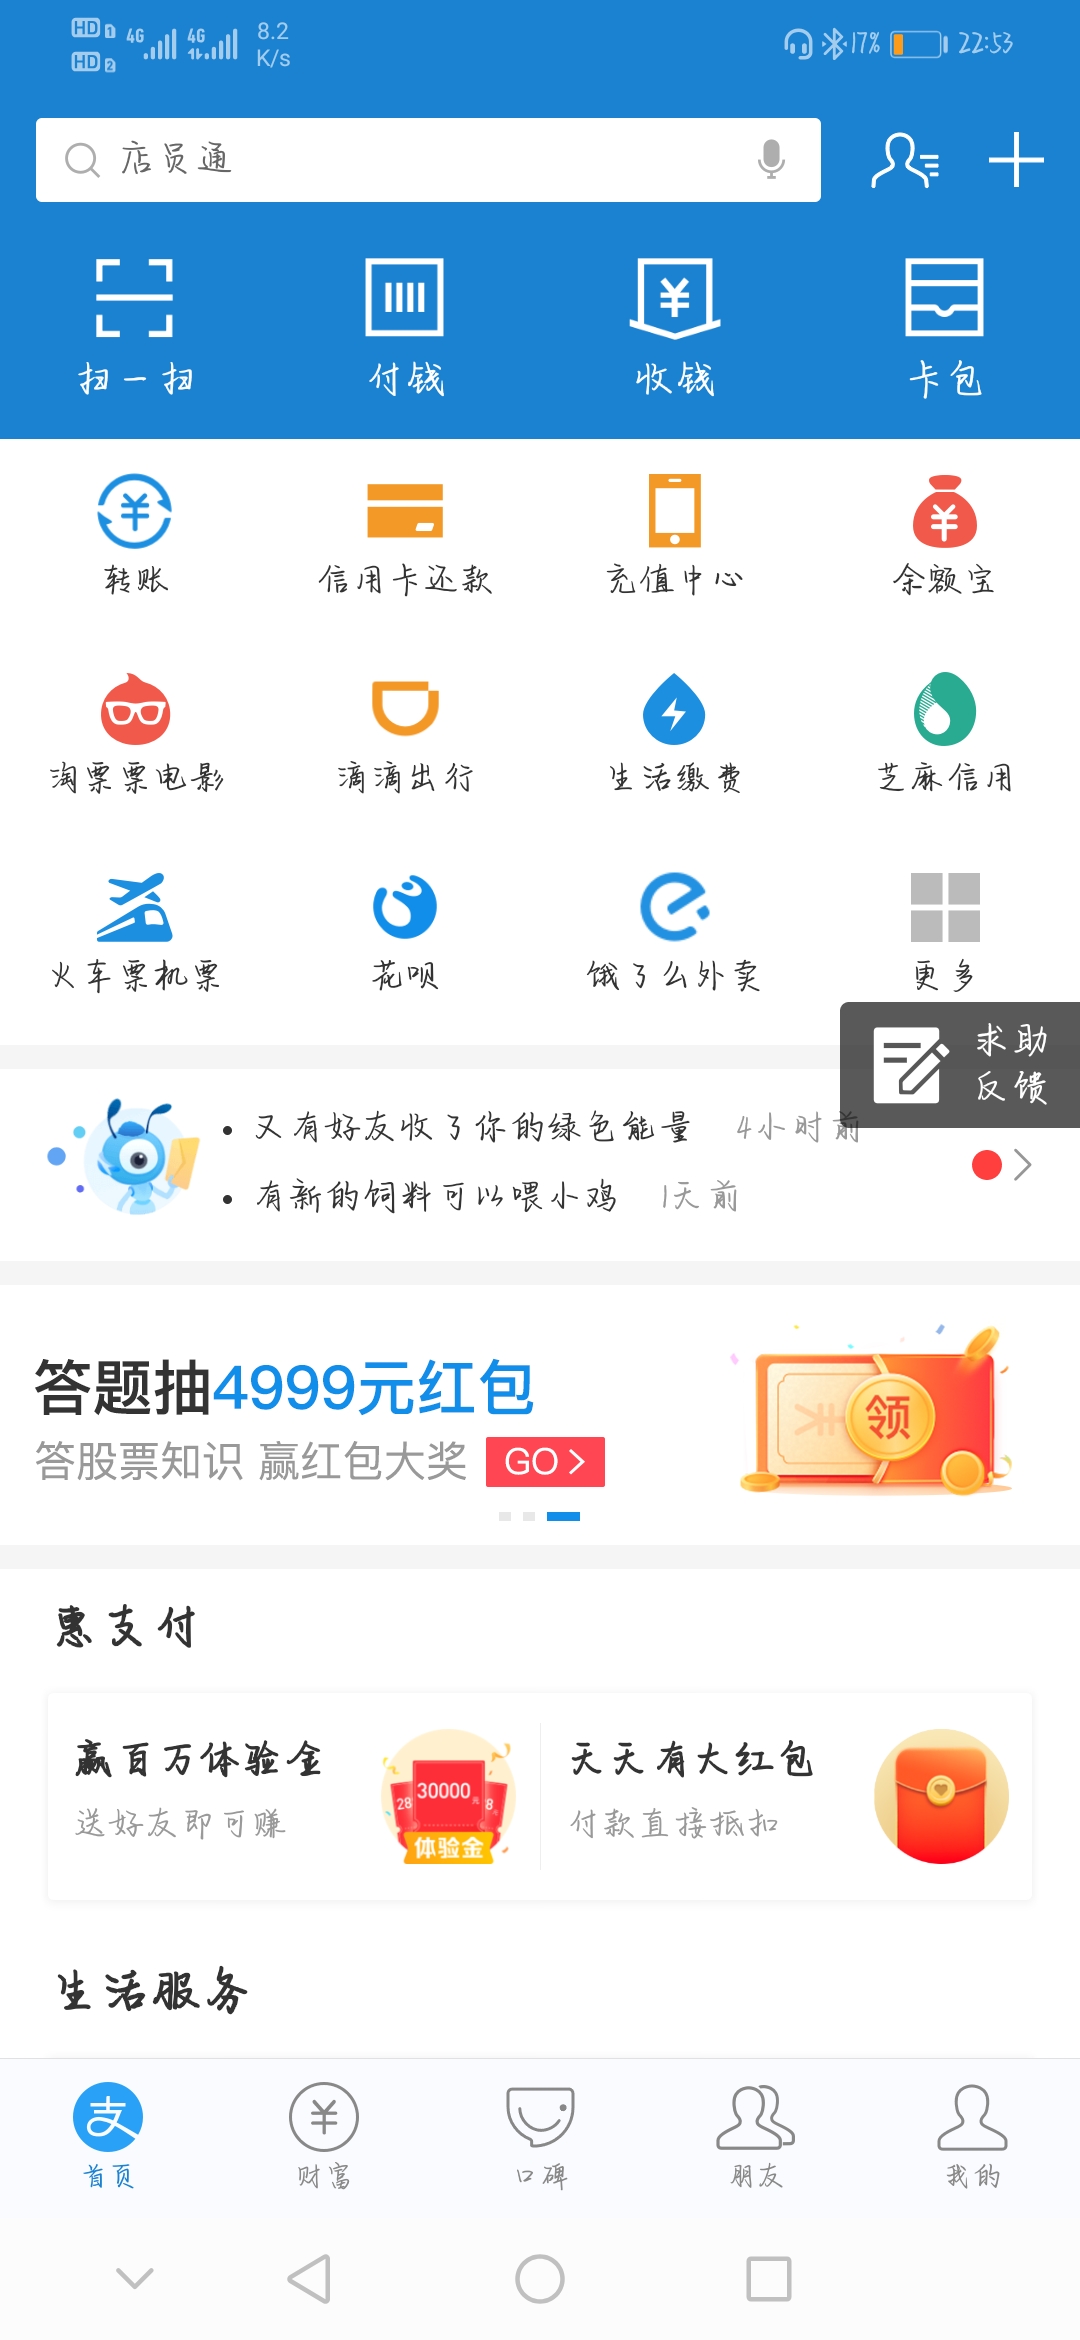 HD 1 4G 4G 8.2
HD 2 K/s
17% 22:53
店员通
扫一扫 付钱 收钱 卡包
转账 信用卡还款 充值中心 余额宝
淘票票电影 滴滴出行 生活缴费 芝麻信用
火车票机票 花呗 饿了么外卖 更多
求助
反馈
又有好友收了你的绿色能量 4小时前
有新的饲料可以喂小鸡 1天前
答题抽4999元红包
答股票知识 赢红包大奖 GO
领
惠支付
赢百万体验金
送好友即可赚
28 30000元 8
体验金
天天有大红包
付款直接抵扣
生活服务
支
首页 财富 口碑 朋友 我的